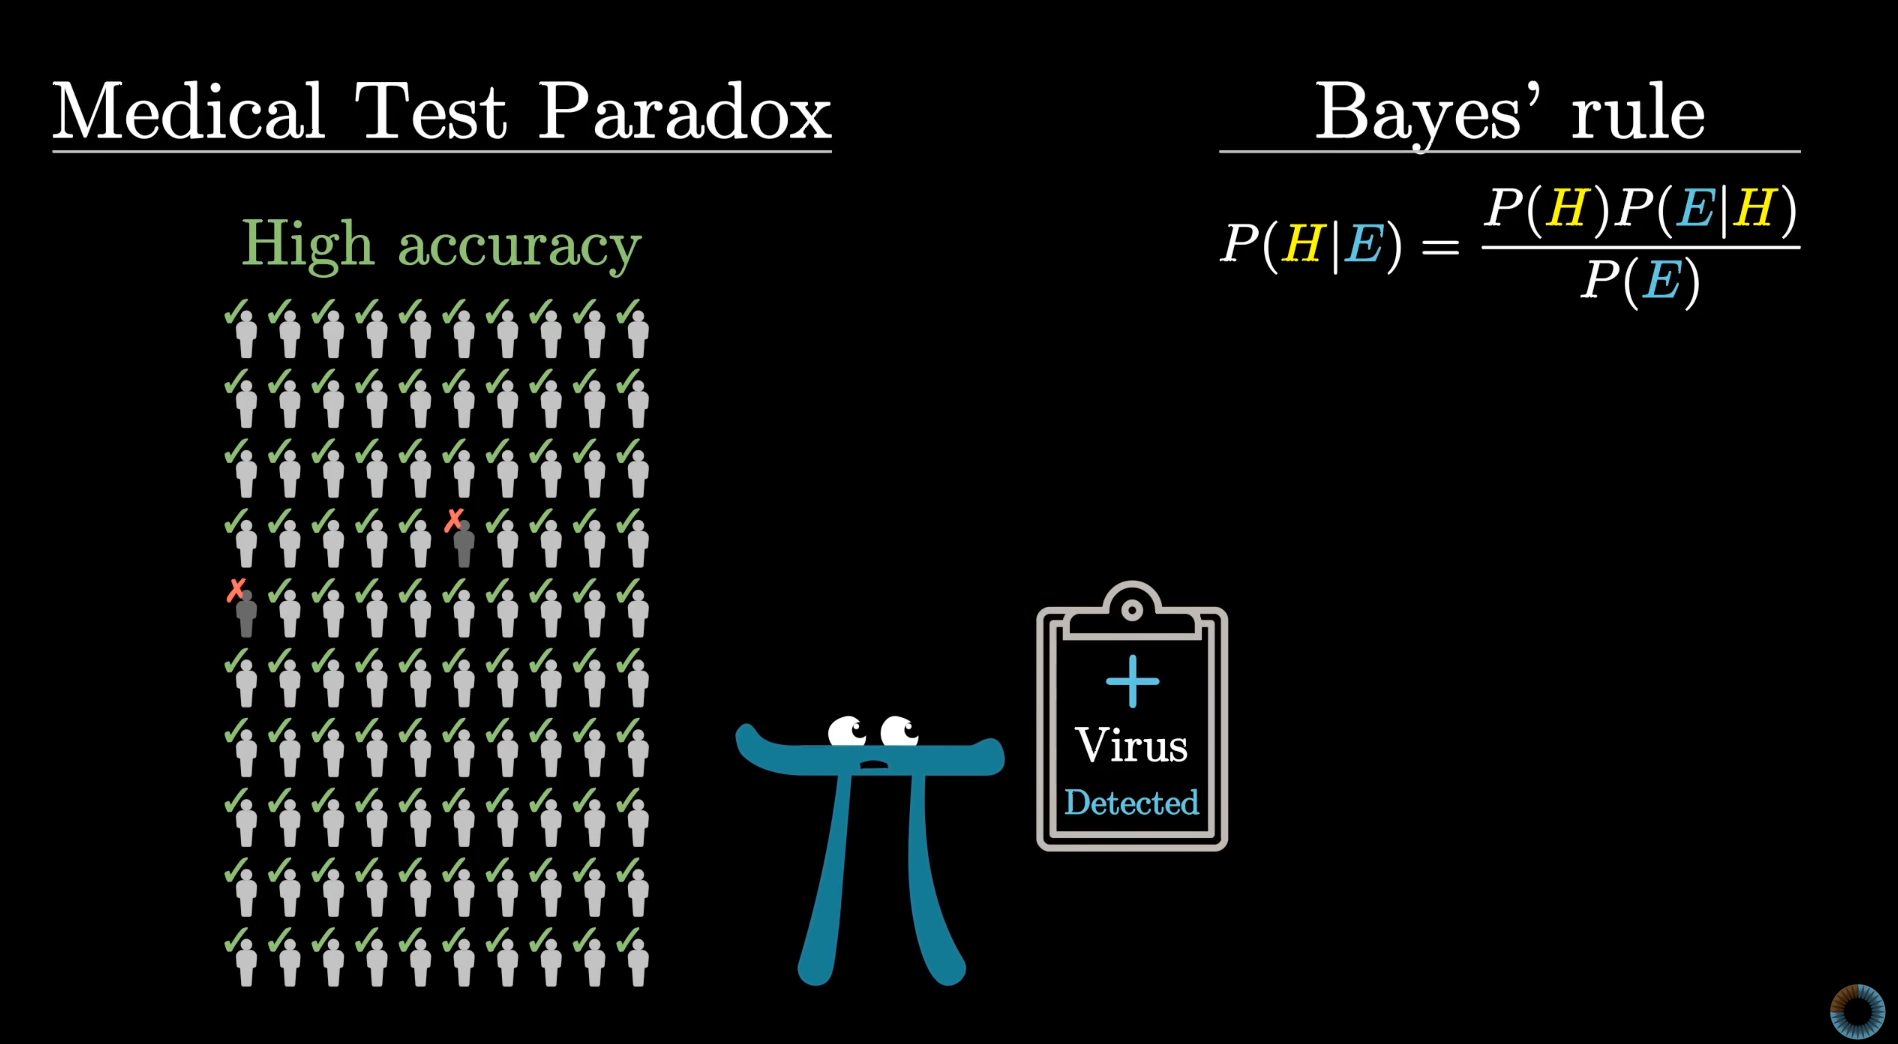 Medical Test Paradox
High accuracy
Bayes’ rule
P(H|E) = P(H)P(E|H) / P(E)
+
Virus
Detected